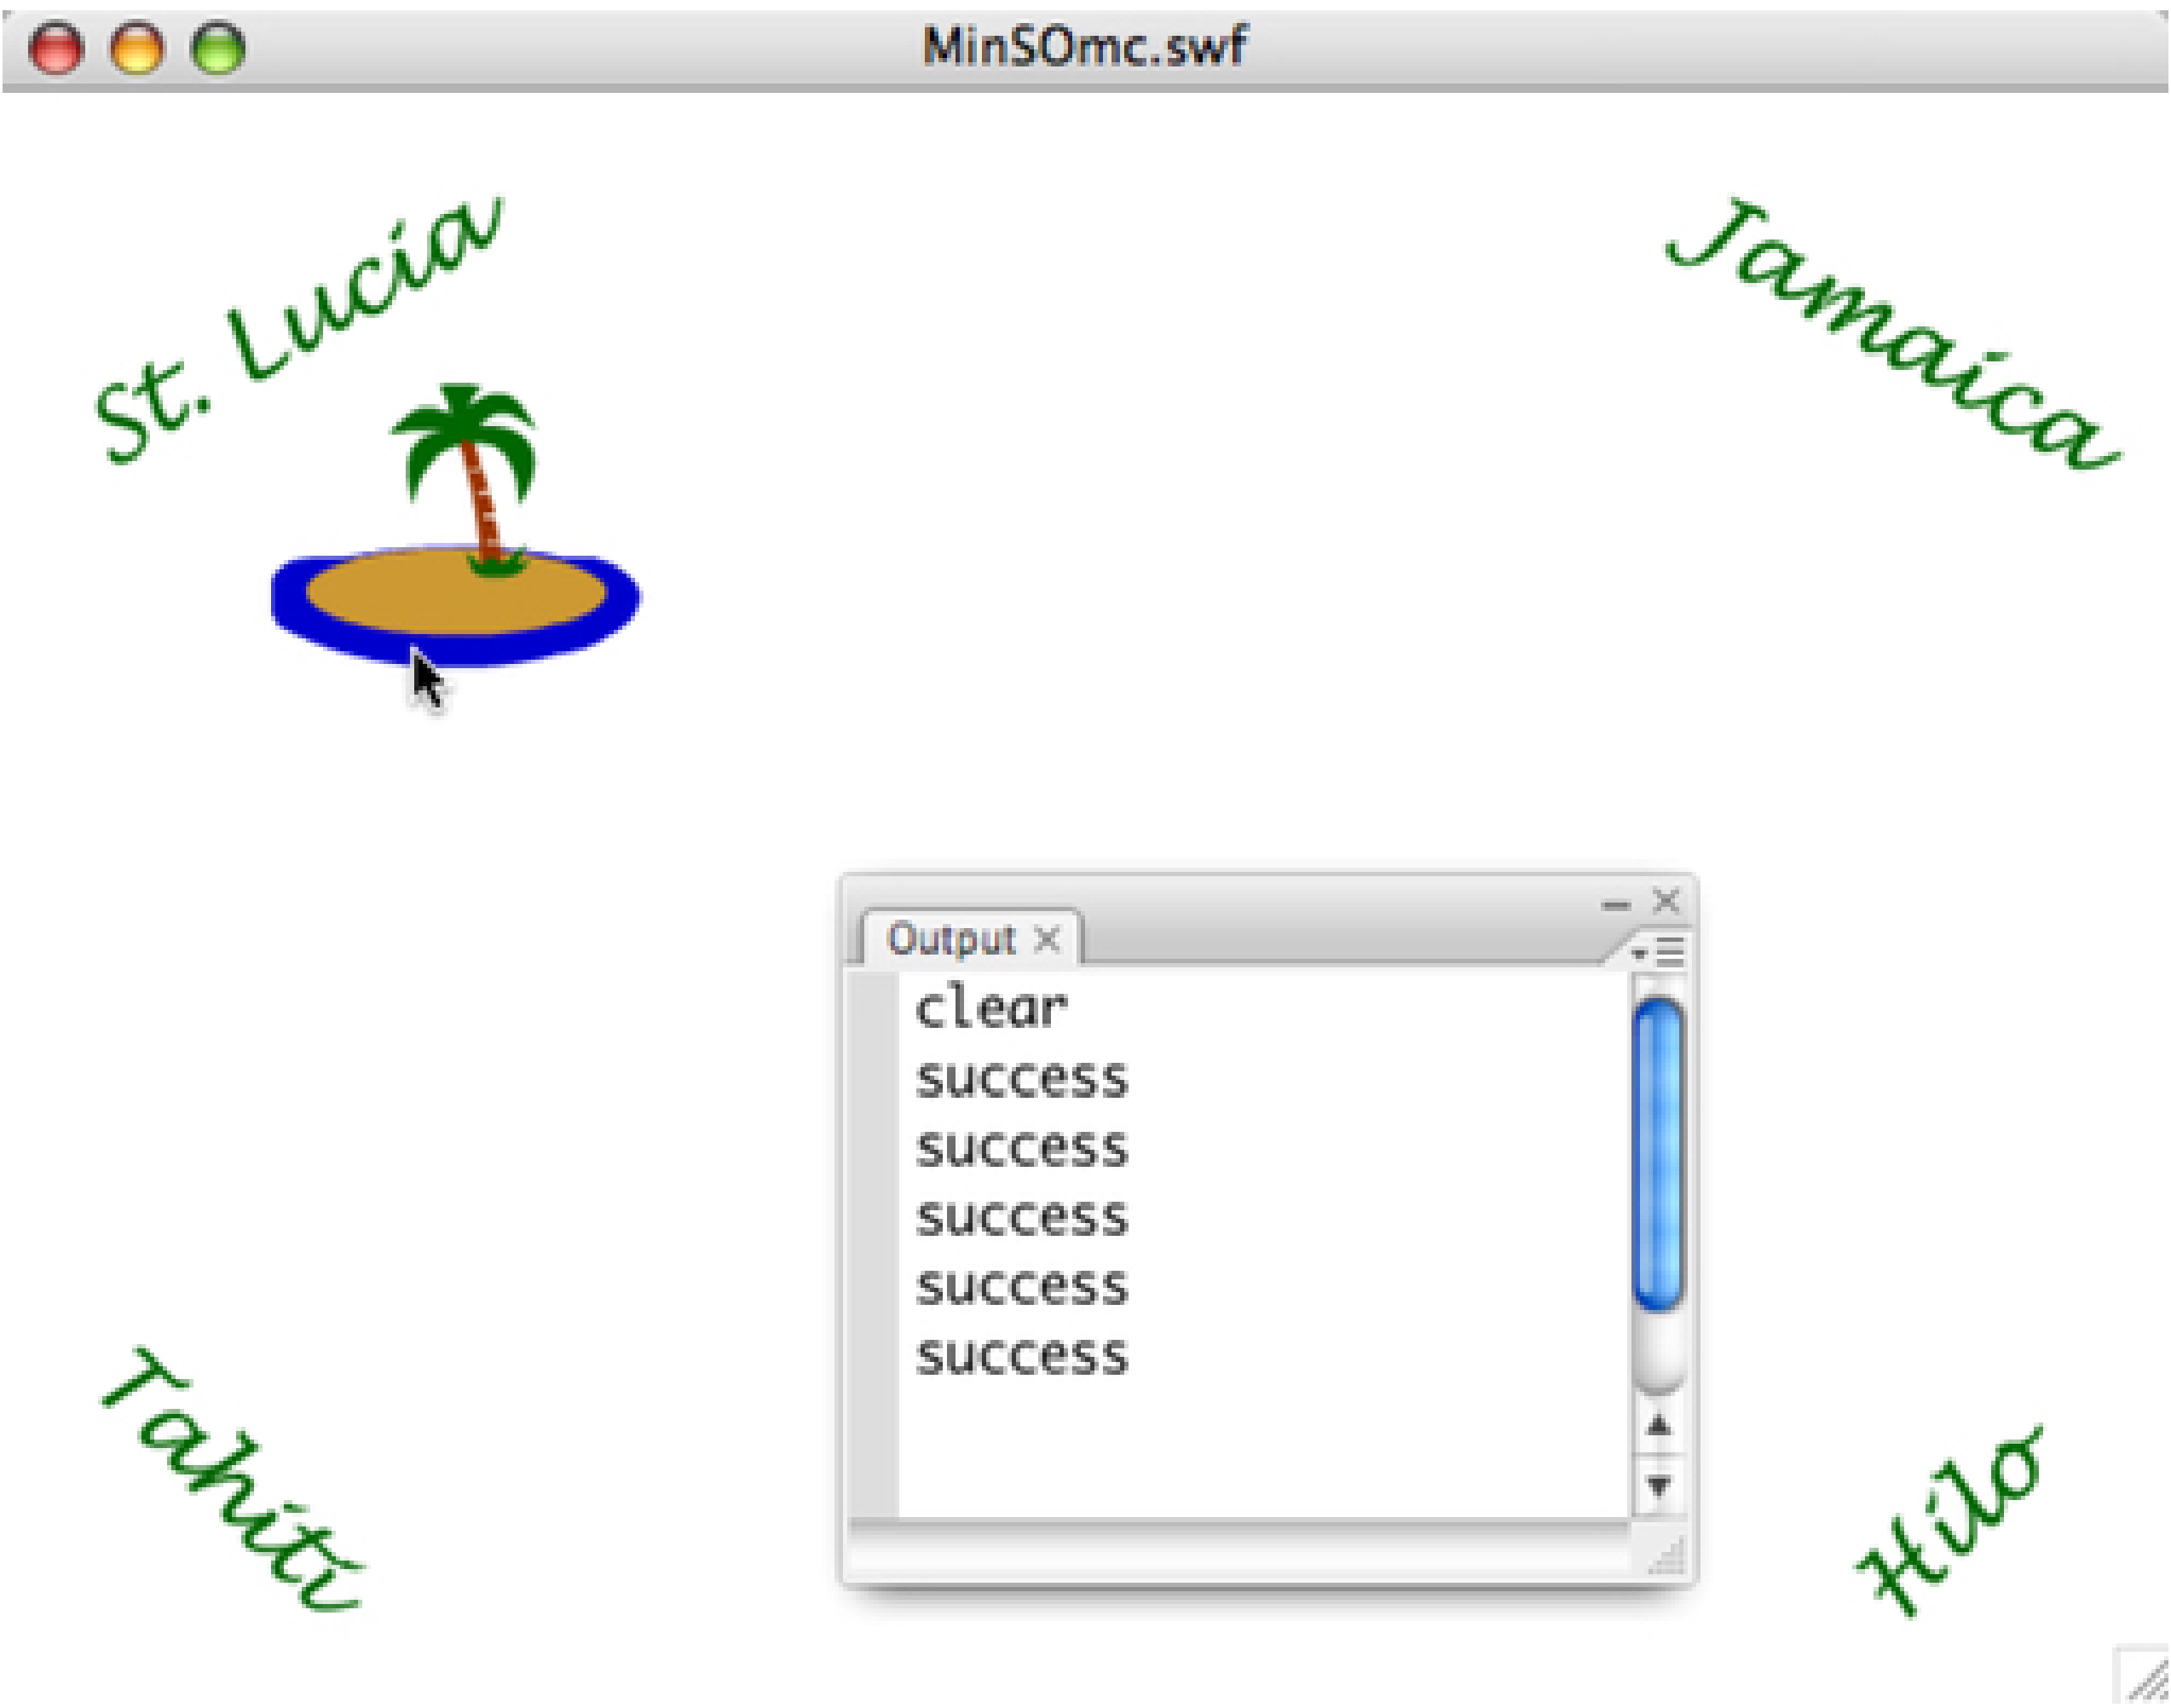 MinSOmc.swf
St. Lucia
Jamaica
Output
clear
success
success
success
success
success
Tahiti
Hilo